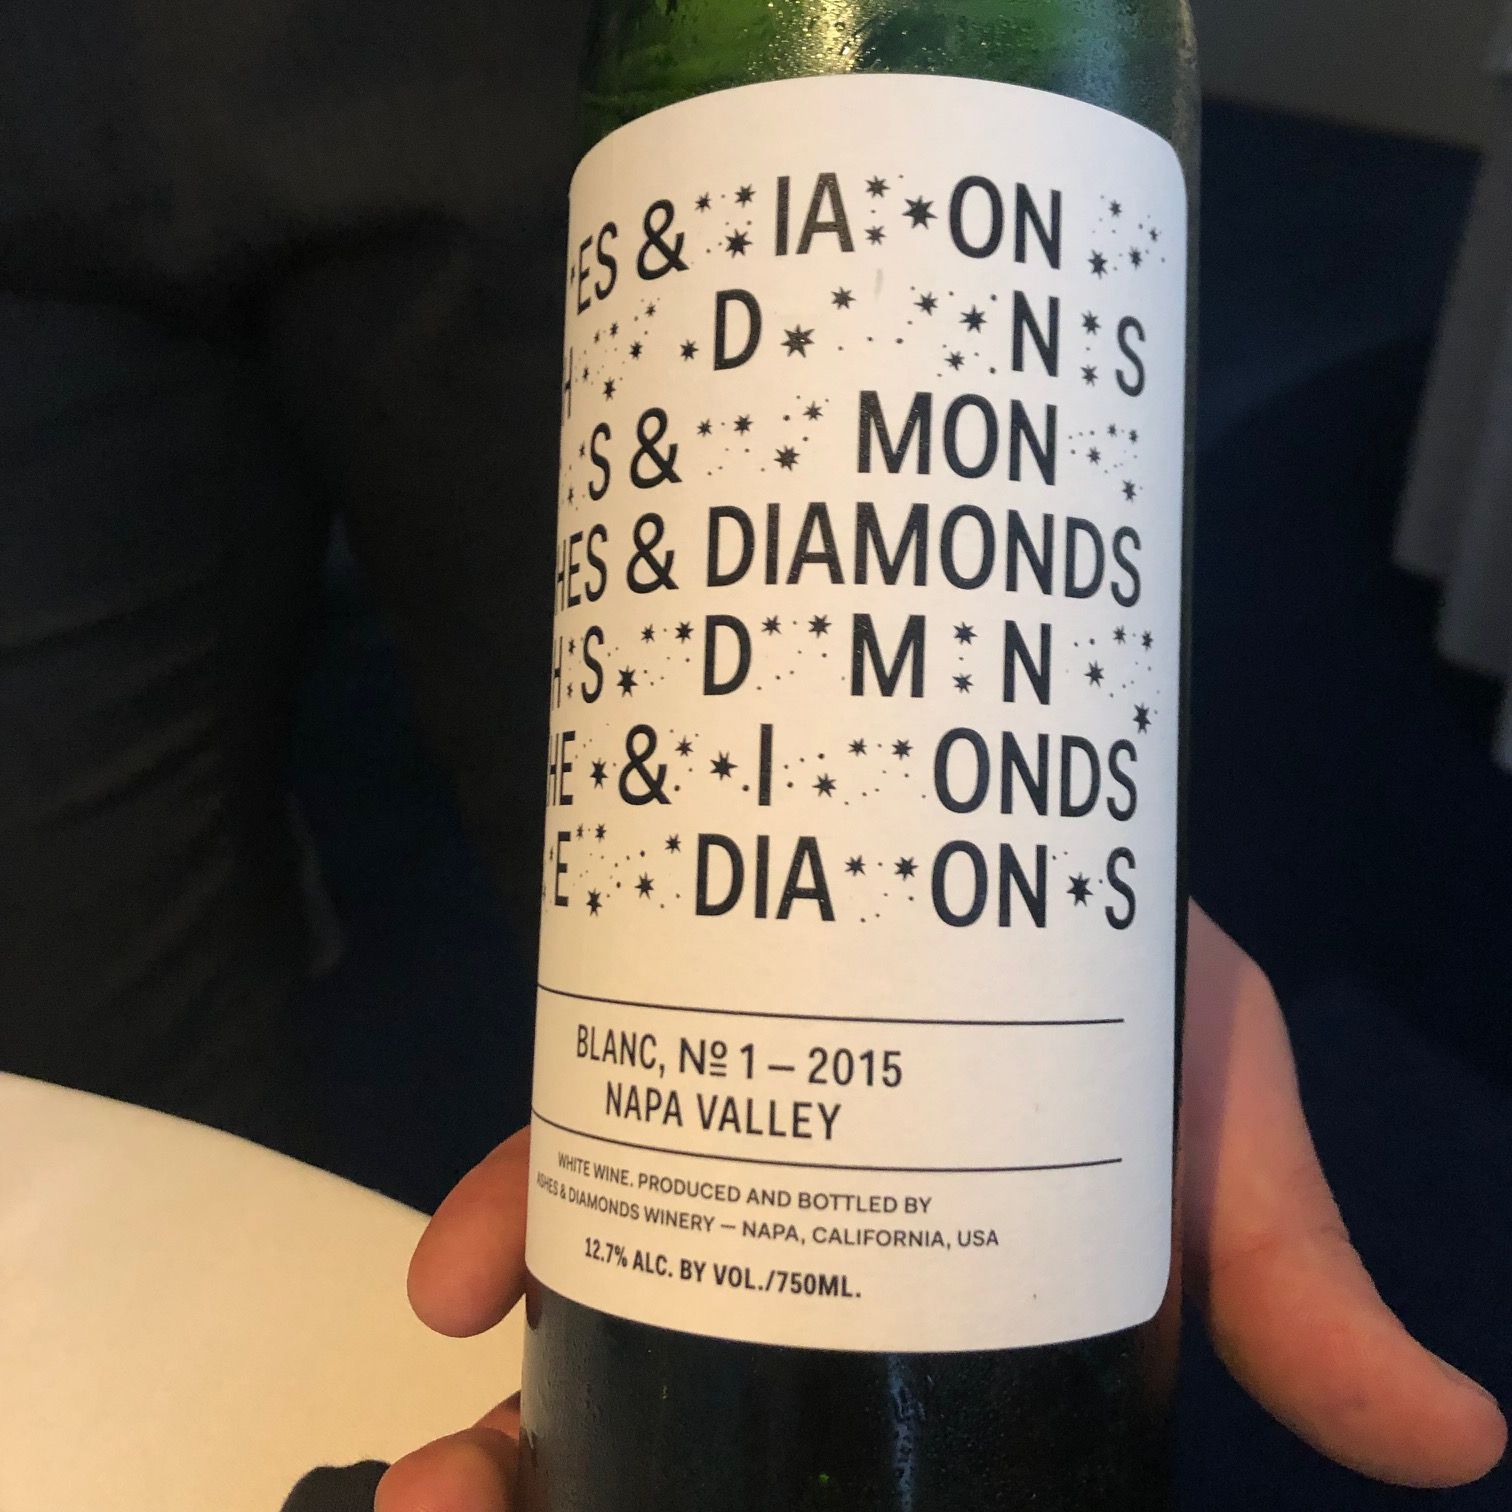 ES & IA ON
H D N S
S & MON
HES & DIAMONDS
H S D M N
HE & I ONDS
E DIA ON S
BLANC, Nº 1 – 2015
NAPA VALLEY
WHITE WINE. PRODUCED AND BOTTLED BY
ASHES & DIAMONDS WINERY – NAPA, CALIFORNIA, USA
12.7% ALC. BY VOL./750ML.